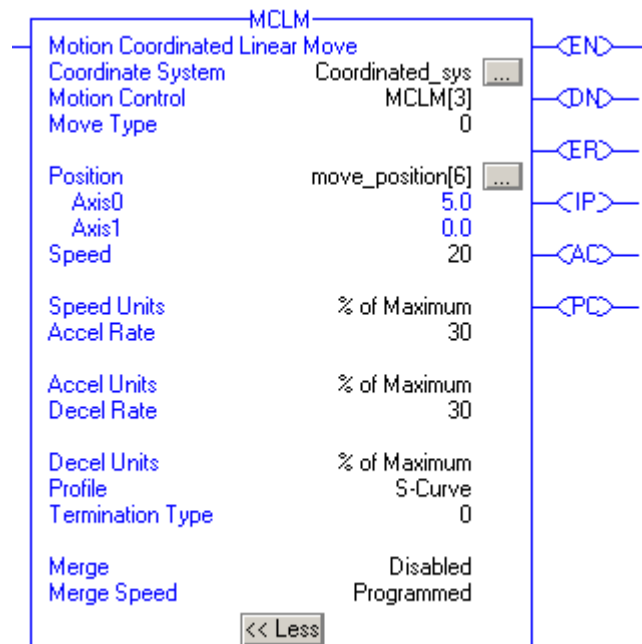 MCLM
Motion Coordinated Linear Move EN
Coordinate System Coordinated_sys ...
Motion Control MCLM[3] DN
Move Type 0
ER
Position move_position[6] ...
Axis0 5.0 IP
Axis1 0.0
Speed 20 AC
Speed Units % of Maximum PC
Accel Rate 30
Accel Units % of Maximum
Decel Rate 30
Decel Units % of Maximum
Profile S-Curve
Termination Type 0
Merge Disabled
Merge Speed Programmed
<< Less